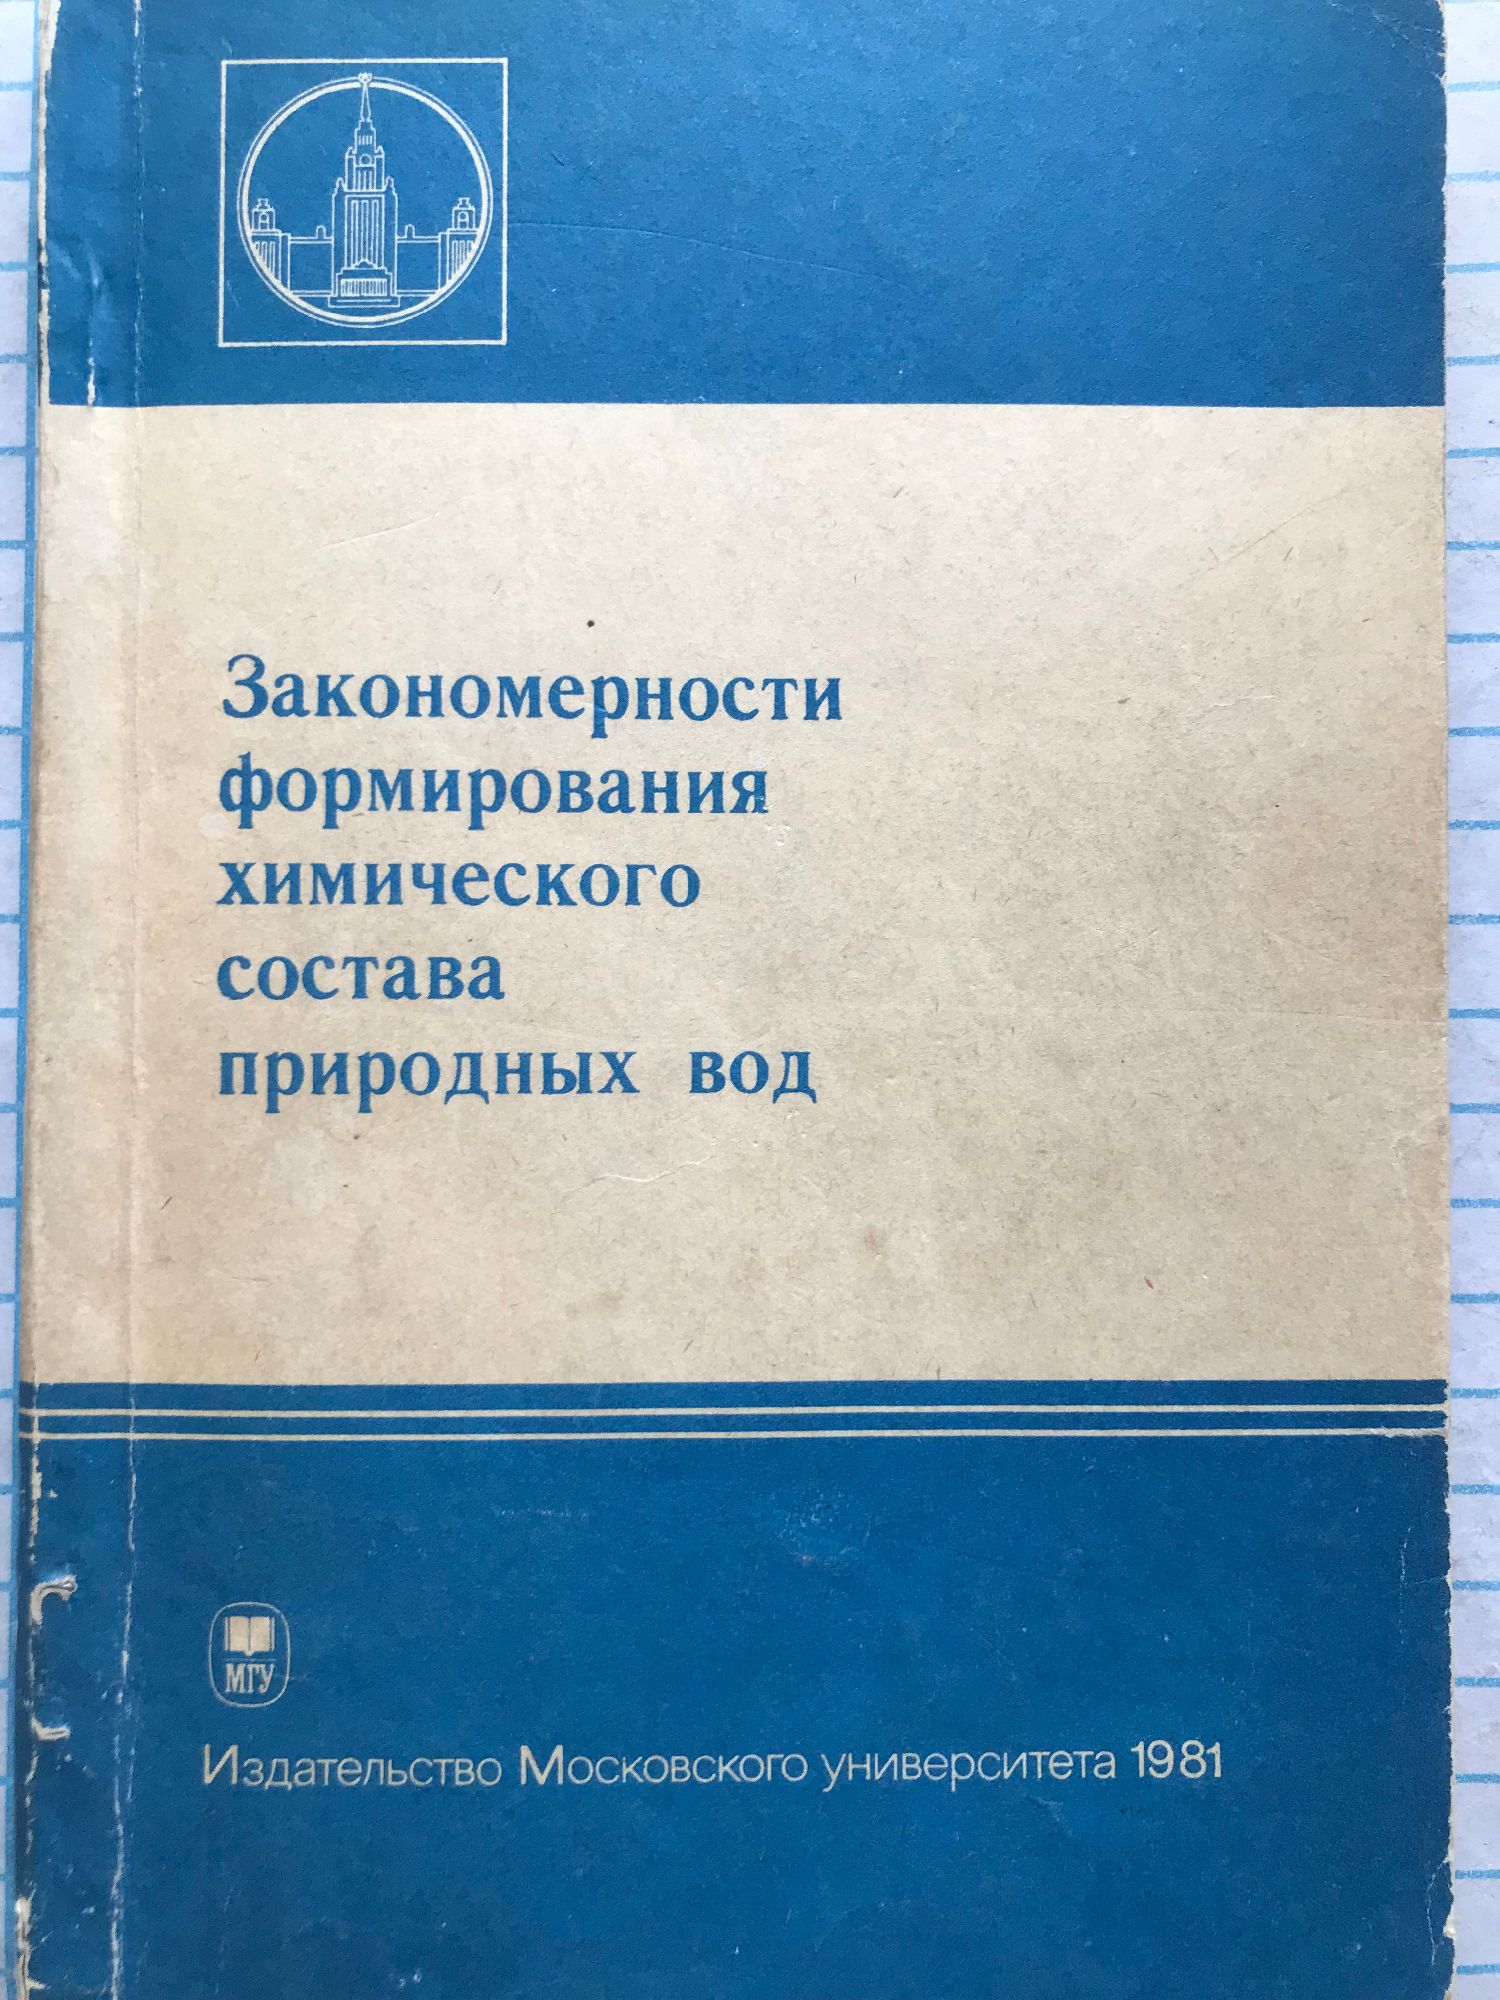 Закономерности
формирования
химического
состава
природных вод
МГУ
Издательство Московского университета 1981